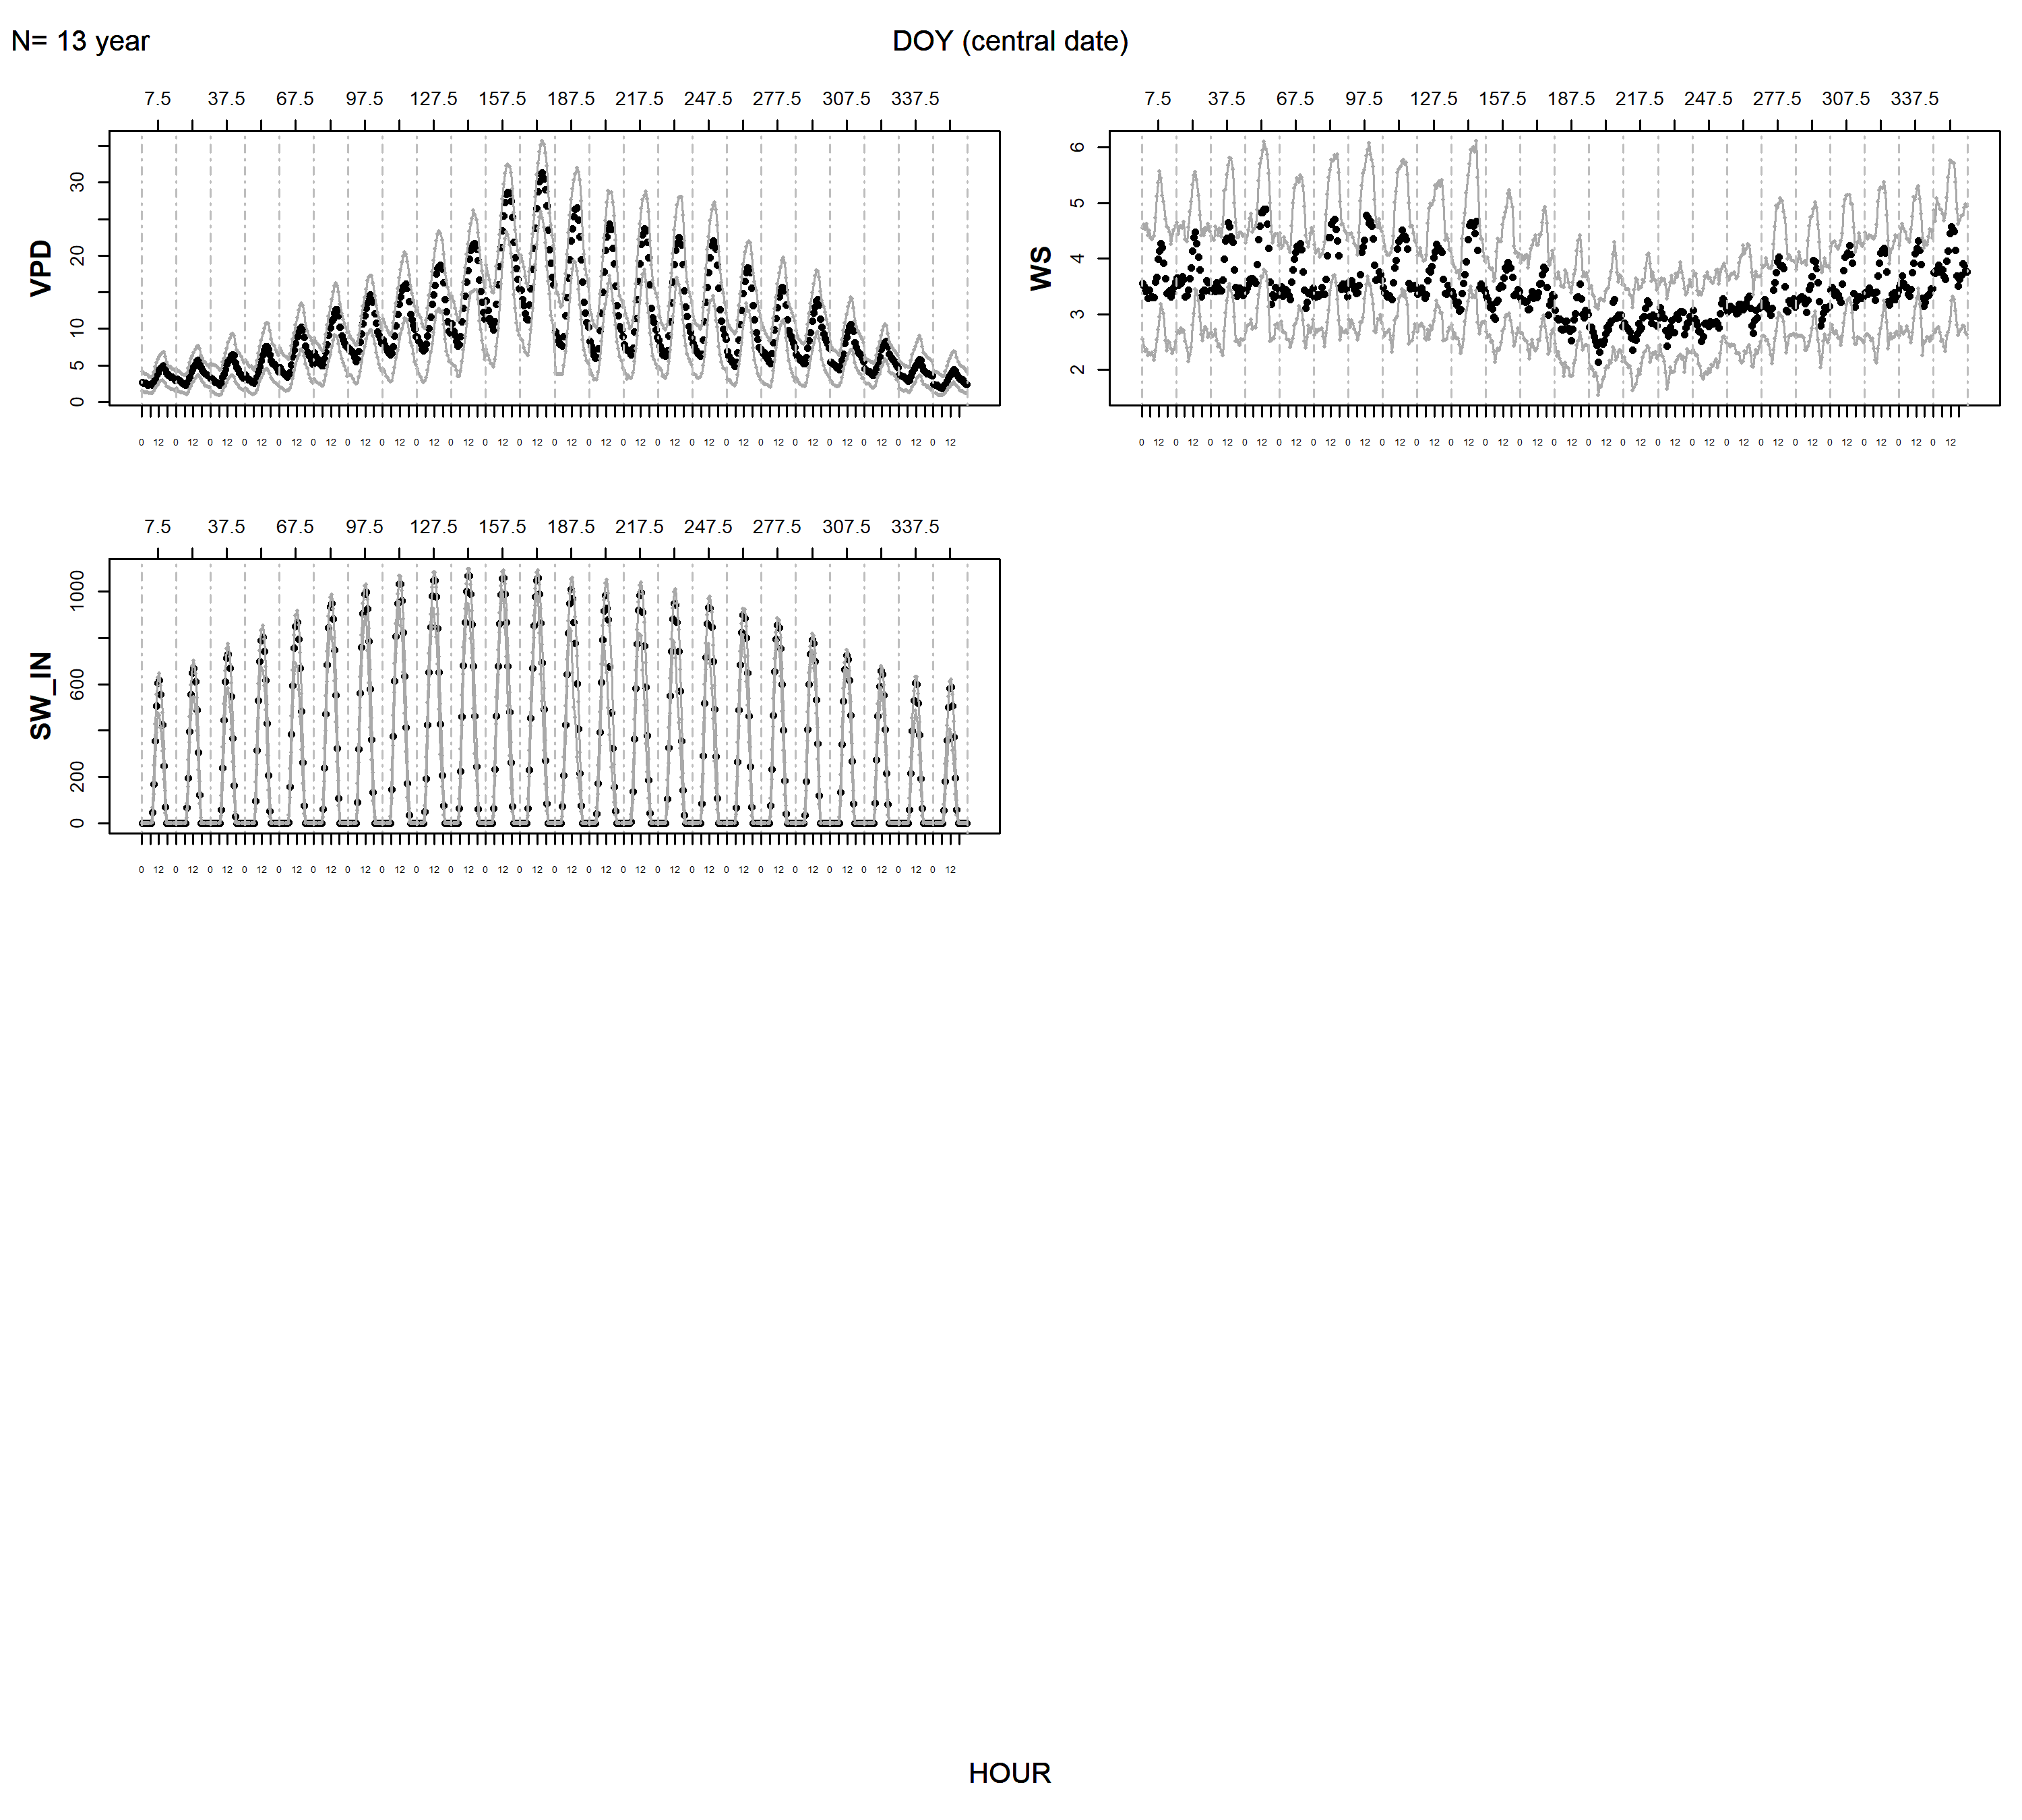 N= 13 year
DOY (central date)
7.5 37.5 67.5 97.5 127.5 157.5 187.5 217.5 247.5 277.5 307.5 337.5
VPD
30
20
10
5
0
0 12 0 12 0 12 0 12 0 12 0 12 0 12 0 12 0 12 0 12 0 12 0 12 0 12 0 12 0 12 0 12 0 12 0 12 0 12 0 12 0 12 0 12 0 12 0 12
7.5 37.5 67.5 97.5 127.5 157.5 187.5 217.5 247.5 277.5 307.5 337.5
WS
6
5
4
3
2
0 12 0 12 0 12 0 12 0 12 0 12 0 12 0 12 0 12 0 12 0 12 0 12 0 12 0 12 0 12 0 12 0 12 0 12 0 12 0 12 0 12 0 12 0 12 0 12
7.5 37.5 67.5 97.5 127.5 157.5 187.5 217.5 247.5 277.5 307.5 337.5
SW_IN
1000
600
200
0
0 12 0 12 0 12 0 12 0 12 0 12 0 12 0 12 0 12 0 12 0 12 0 12 0 12 0 12 0 12 0 12 0 12 0 12 0 12 0 12 0 12 0 12 0 12 0 12
HOUR